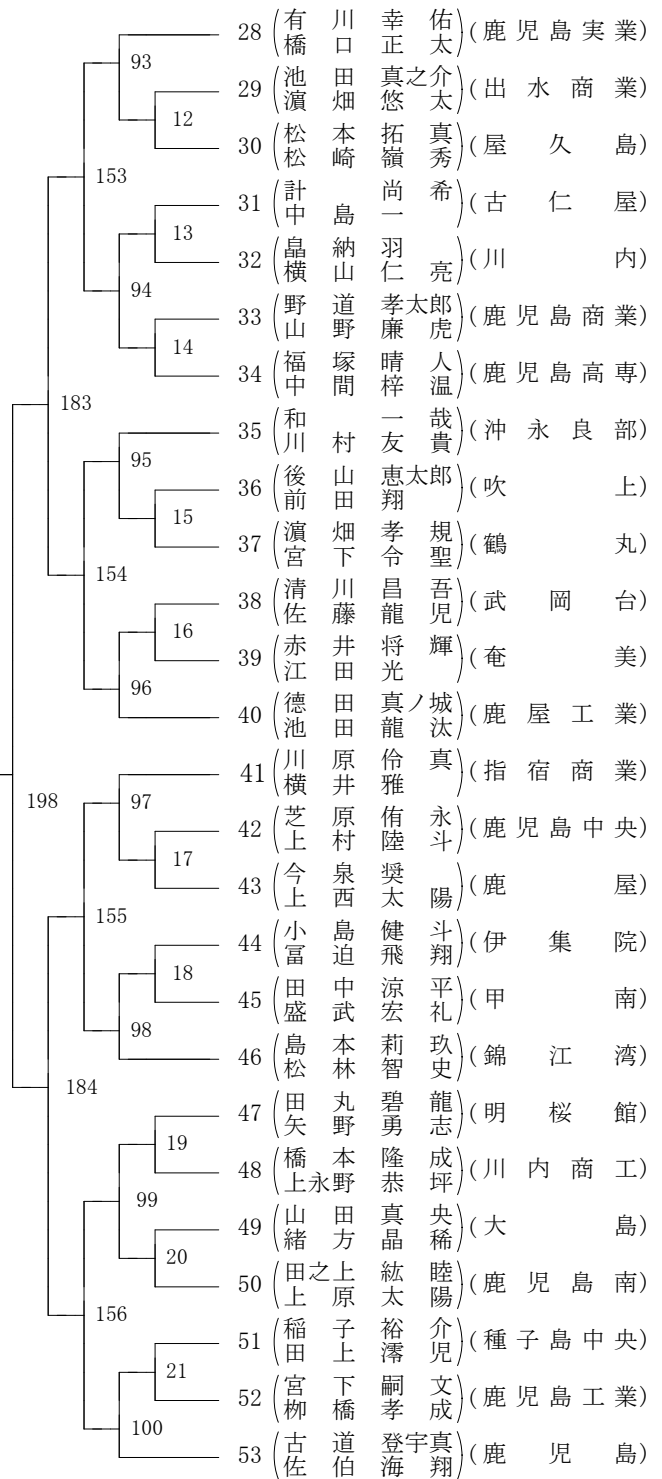 28 (有川幸佑 橋口正太) (鹿児島実業)
93
29 (池田真之介 濵畑悠太) (出水商業)
12
30 (松本拓真 松崎嶺秀) (屋久島)
153
31 (計尚希 中島一) (古仁屋)
13
32 (畠納羽 横山仁亮) (川内)
94
33 (野道孝太郎 山野廉虎) (鹿児島商業)
14
34 (福塚晴人 中間梓温) (鹿児島高専)
183
35 (和一哉 川村友貴) (沖永良部)
95
36 (後山恵太郎 前田翔) (吹上)
15
37 (濵畑孝規 宮下令聖) (鶴丸)
154
38 (清川昌吾 佐藤龍児) (武岡台)
16
39 (赤井将輝 江田光) (奄美)
96
40 (德田真ノ城 池田龍汰) (鹿屋工業)
198
41 (川原伶真 横井雅) (指宿商業)
97
42 (芝原侑永 上村陸斗) (鹿児島中央)
17
43 (今泉奨 上西太陽) (鹿屋)
155
44 (小島健斗 冨迫飛翔) (伊集院)
18
45 (田中涼平 盛武宏礼) (甲南)
98
46 (島本莉玖 松林智史) (錦江湾)
184
47 (田丸碧龍 矢野勇志) (明桜館)
19
48 (橋本隆成 上永野恭坪) (川内商工)
99
49 (山田真央 緒方晶稀) (大島)
20
50 (田之上紘睦 上原太陽) (鹿児島南)
156
51 (稲子裕介 田上澪児) (種子島中央)
21
52 (宮下嗣文 栁橋孝成) (鹿児島工業)
100
53 (古道登宇真 佐伯海翔) (鹿児島)